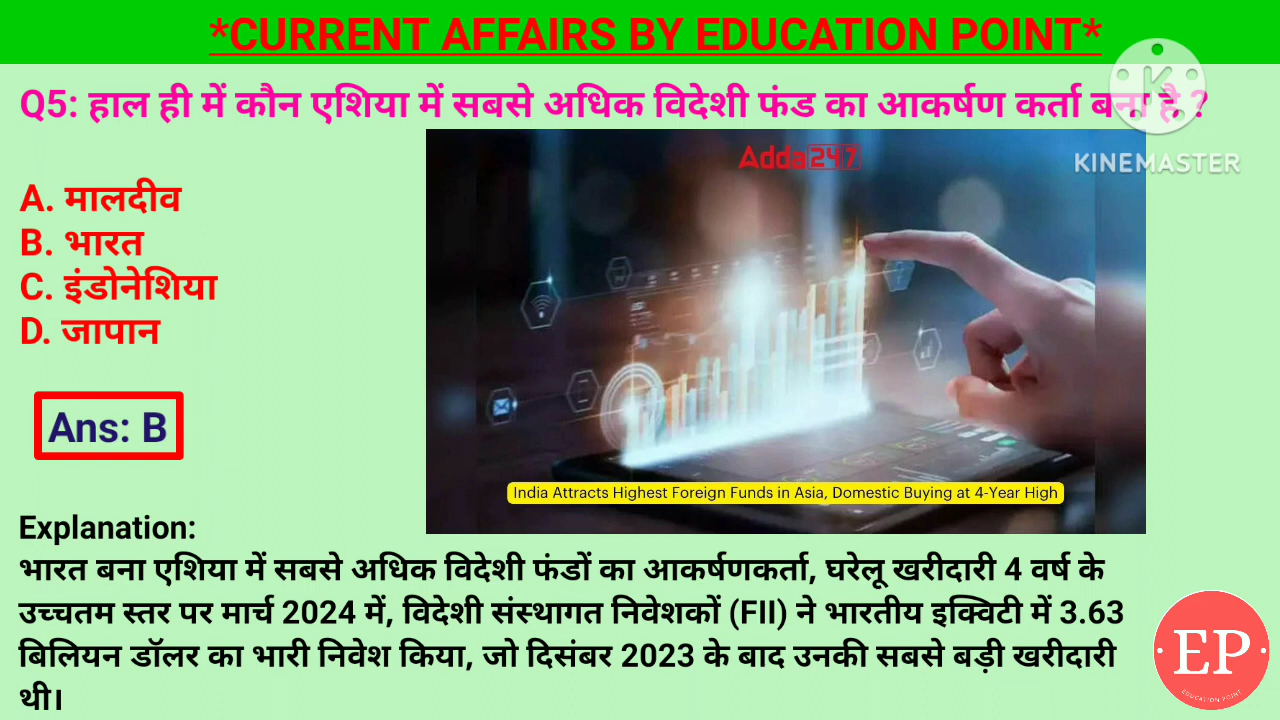 *CURRENT AFFAIRS BY EDUCATION POINT*
Q5: हाल ही में कौन एशिया में सबसे अधिक विदेशी फंड का आकर्षण कर्ता बना है ?
K
KINEMASTER
Adda247
A. मालदीव
B. भारत
C. इंडोनेशिया
D. जापान
Ans: B
India Attracts Highest Foreign Funds in Asia, Domestic Buying at 4-Year High
Explanation:
भारत बना एशिया में सबसे अधिक विदेशी फंडों का आकर्षणकर्ता, घरेलू खरीदारी 4 वर्ष के
उच्चतम स्तर पर मार्च 2024 में, विदेशी संस्थागत निवेशकों (FII) ने भारतीय इक्विटी में 3.63
बिलियन डॉलर का भारी निवेश किया, जो दिसंबर 2023 के बाद उनकी सबसे बड़ी खरीदारी
थी।
EP
EDUCATION POINT